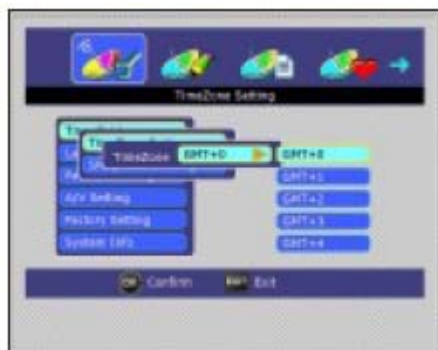 TimeZone Setting
TimeZone GMT+0
GMT+0
GMT+1
GMT+2
GMT+3
GMT+4
A/V Setting
Factory Setting
System Info
OK Confirm Exit